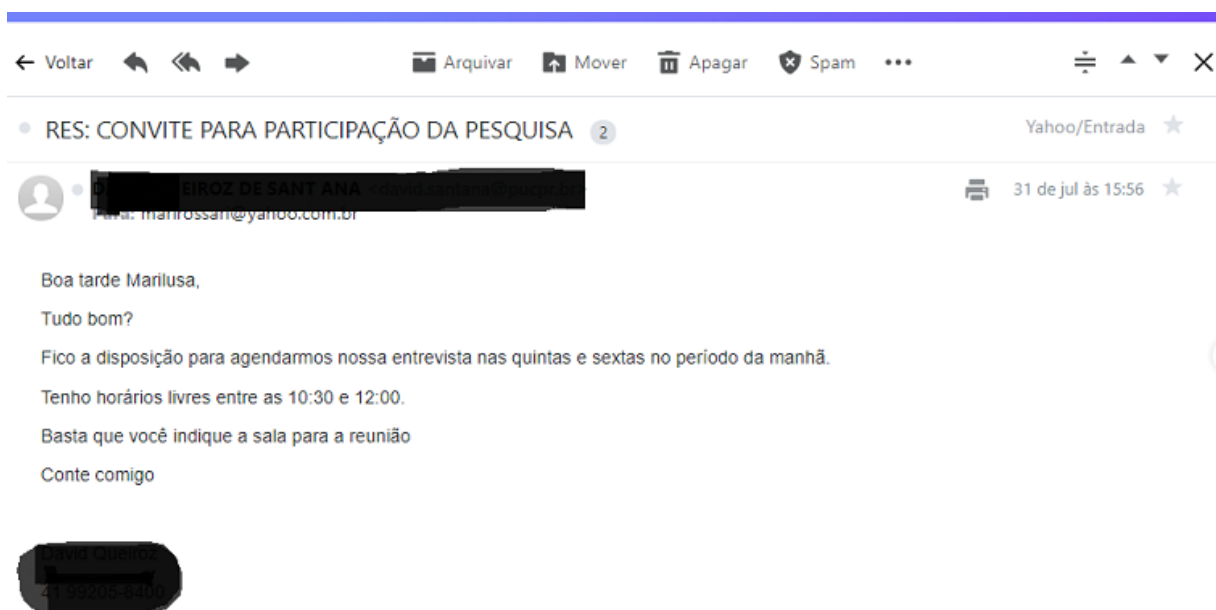 Voltar Arquivar Mover Apagar Spam
RES: CONVITE PARA PARTICIPAÇÃO DA PESQUISA 2 Yahoo/Entrada
31 de jul às 15:56
Boa tarde Marilusa,
Tudo bom?
Fico a disposição para agendarmos nossa entrevista nas quintas e sextas no período da manhã.
Tenho horários livres entre as 10:30 e 12:00.
Basta que você indique a sala para a reunião
Conte comigo